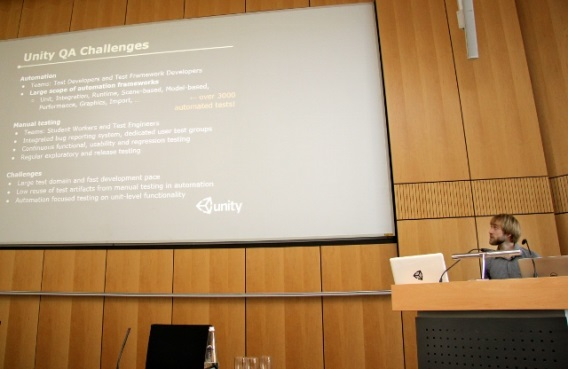 Unity QA Challenges
Automation
• Teams: Test Developers and Test Framework Developers
• Large scope of automation frameworks
○ Unit, Integration, Runtime, Scene-based, Model-based,
Performance, Graphics, Import, ..
-- over 2000
automated tests!
Manual testing
• Teams: Student Workers and Test Engineers
• Integrated bug reporting system, dedicated user test groups
• Continuous functional, usability and regression testing
• Regular exploratory and release testing
Challenges
• Large test domain and fast development pace
• Low reuse of test artifacts from manual testing in automation
• Automation focused testing on unit-level functionality
unity